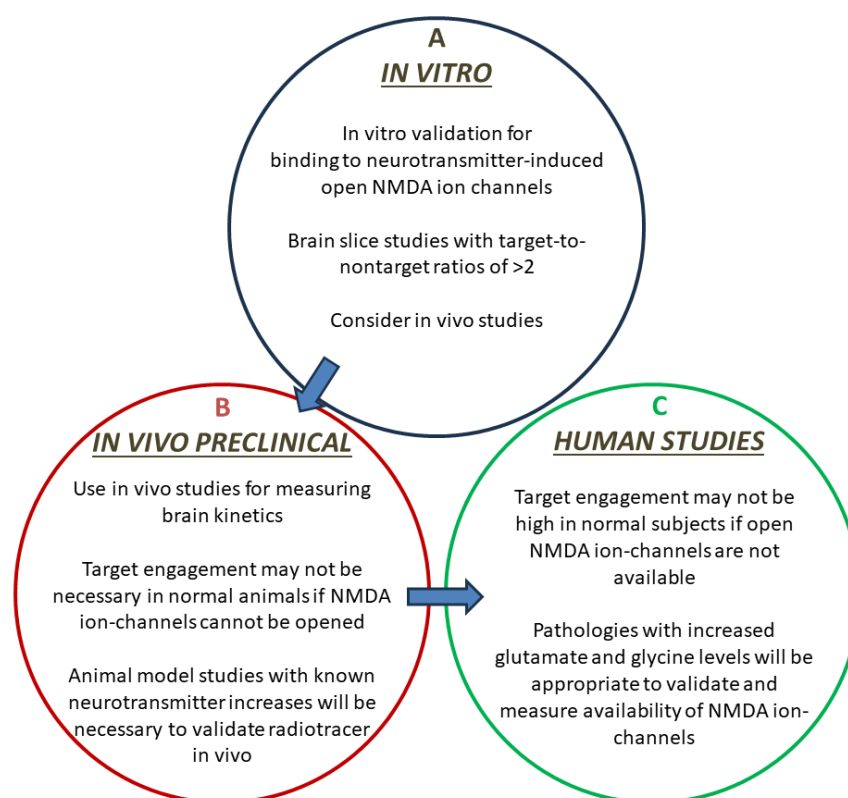 A
IN VITRO
In vitro validation for
binding to neurotransmitter-induced
open NMDA ion channels
Brain slice studies with target-to-
nontarget ratios of >2
Consider in vivo studies
B
IN VIVO PRECLINICAL
Use in vivo studies for measuring
brain kinetics
Target engagement may not be
necessary in normal animals if NMDA
ion-channels cannot be opened
Animal model studies with known
neurotransmitter increases will be
necessary to validate radiotracer
in vivo
C
HUMAN STUDIES
Target engagement may not be
high in normal subjects if open
NMDA ion-channels are not
available
Pathologies with increased
glutamate and glycine levels will be
appropriate to validate and
measure availability of NMDA ion-
channels